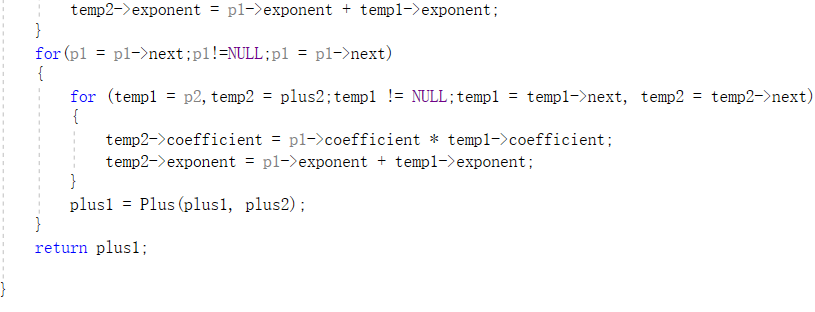 temp2->exponent = p1->exponent + temp1->exponent;
}
for(p1 = p1->next;p1!=NULL;p1 = p1->next)
{
for (temp1 = p2,temp2 = plus2;temp1 != NULL;temp1 = temp1->next, temp2 = temp2->next)
{
temp2->coefficient = p1->coefficient * temp1->coefficient;
temp2->exponent = p1->exponent + temp1->exponent;
}
plus1 = Plus(plus1, plus2);
}
return plus1;
}